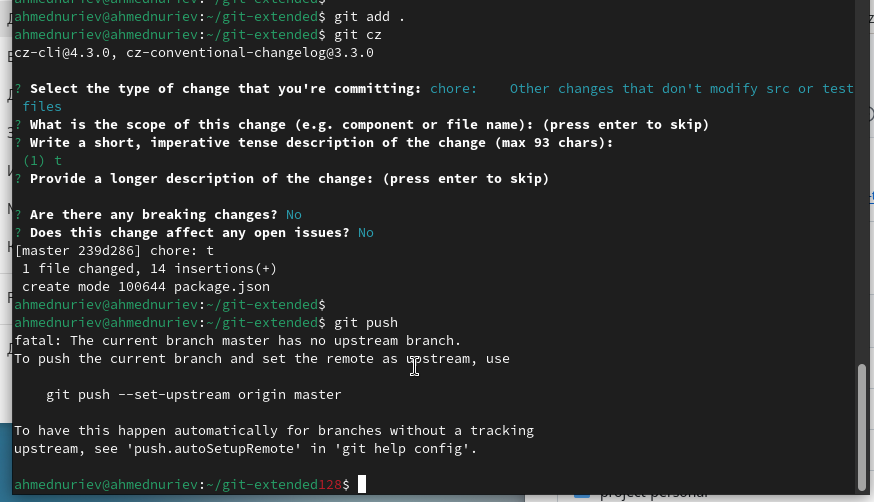 ahmednuriev@ahmednuriev:~/git-extended$ git add .
ahmednuriev@ahmednuriev:~/git-extended$ git cz
cz-cli@4.3.0, cz-conventional-changelog@3.3.0
? Select the type of change that you're committing: chore:    Other changes that don't modify src or test
files
? What is the scope of this change (e.g. component or file name): (press enter to skip)
? Write a short, imperative tense description of the change (max 93 chars):
(1) t
? Provide a longer description of the change: (press enter to skip)
? Are there any breaking changes? No
? Does this change affect any open issues? No
[master 239d286] chore: t
1 file changed, 14 insertions(+)
create mode 100644 package.json
ahmednuriev@ahmednuriev:~/git-extended$
ahmednuriev@ahmednuriev:~/git-extended$ git push
fatal: The current branch master has no upstream branch.
To push the current branch and set the remote as upstream, use
git push --set-upstream origin master
To have this happen automatically for branches without a tracking
upstream, see 'push.autoSetupRemote' in 'git help config'.
ahmednuriev@ahmednuriev:~/git-extended128$
project personal